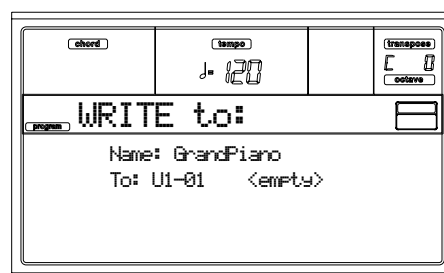 chord tempo transpose
♩= 120 C 0
octave
program WRITE to:
Name: GrandPiano
To: U1-01 <empty>